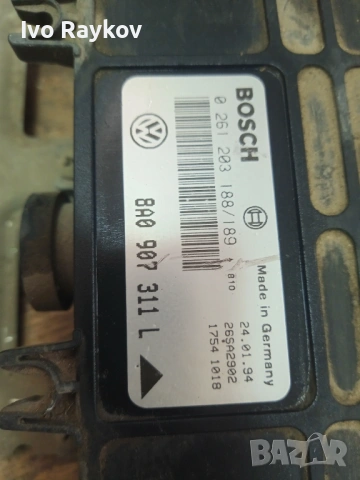 Ivo Raykov
BOSCH
0 261 203 188/189
Made in Germany
8A0 907 311 L
24.01.94
26SA2902
1754 1018
BAZAR